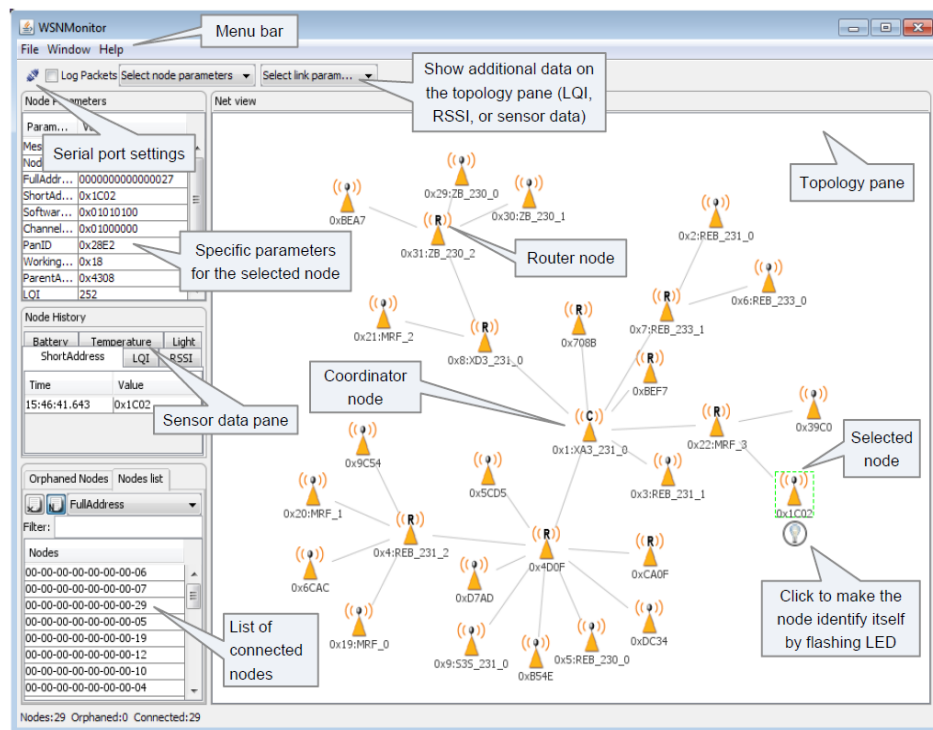 WSNMonitor
Menu bar
File Window Help
Log Packets Select node parameters Select link param...
Show additional data on
the topology pane (LQI,
RSSI, or sensor data)
Net view
Param...
Serial port settings
FullAddr... 0000000000000027
ShortAd... 0x1C02
Softwar... 0x01010100
Channel... 0x01000000
PanID 0x28E2
Working... 0x18
ParentA... 0x4308
LQI 252
Specific parameters
for the selected node
Topology pane
Router node
0xBEA7
0x29:ZB_230_0
0x30:ZB_230_1
0x31:ZB_230_2
0x2:REB_231_0
0x6:REB_233_0
0x7:REB_233_1
0x21:MRF_2
0x8:XD3_231_0
0x708B
0xBEF7
Node History
Battery Temperature Light
ShortAddress LQI RSSI
Time Value
15:46:41.643 0x1C02
Sensor data pane
Coordinator
node
0x1:XA3_231_0
0x22:MRF_3
0x39C0
Selected
node
0x1C02
0x3:REB_231_1
0x9C54
0x5CD5
0x20:MRF_1
0x4:REB_231_2
0x4D0F
0xCA0F
0x6CAC
0xD7AD
0x19:MRF_0
0x9:S3S_231_0
0xB54E
0x5:REB_230_0
0xDC34
Click to make the
node identify itself
by flashing LED
Orphaned Nodes Nodes list
FullAddress
Filter:
Nodes
00-00-00-00-00-00-00-06
00-00-00-00-00-00-00-07
00-00-00-00-00-00-00-29
00-00-00-00-00-00-00-05
00-00-00-00-00-00-00-19
00-00-00-00-00-00-00-12
00-00-00-00-00-00-00-10
00-00-00-00-00-00-00-04
List of
connected
nodes
Nodes:29 Orphaned:0 Connected:29